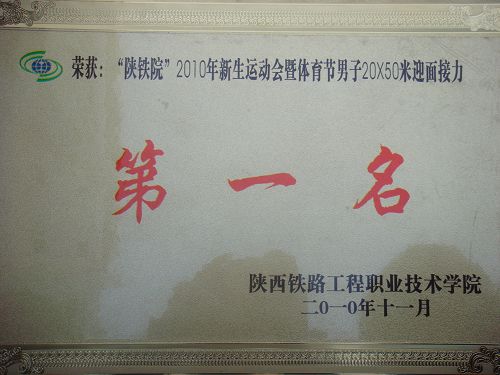 荣获:“陕铁院”2010年新生运动会暨体育节男子20X50米迎面接力
第一名
陕西铁路工程职业技术学院
二〇一〇年十一月